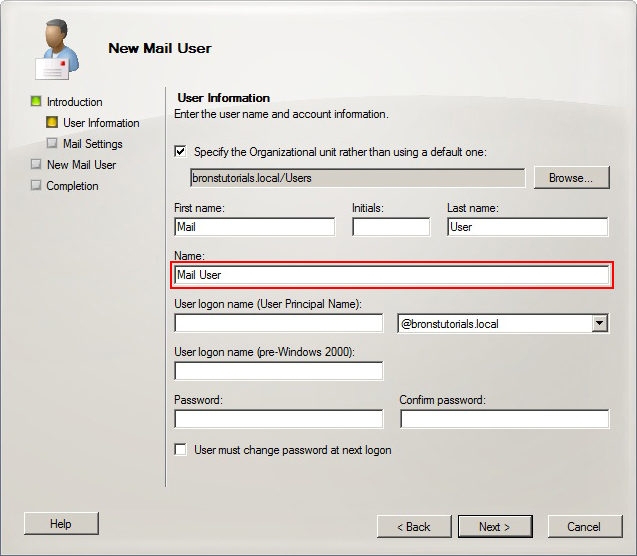 New Mail User
Introduction
User Information
Mail Settings
New Mail User
Completion
User Information
Enter the user name and account information.
Specify the Organizational unit rather than using a default one:
bronstutorials.local/Users
Browse...
First name: Initials: Last name:
Mail User
Name:
Mail User
User logon name (User Principal Name):
@bronstutorials.local
User logon name (pre-Windows 2000):
Password: Confirm password:
User must change password at next logon
Help < Back Next > Cancel